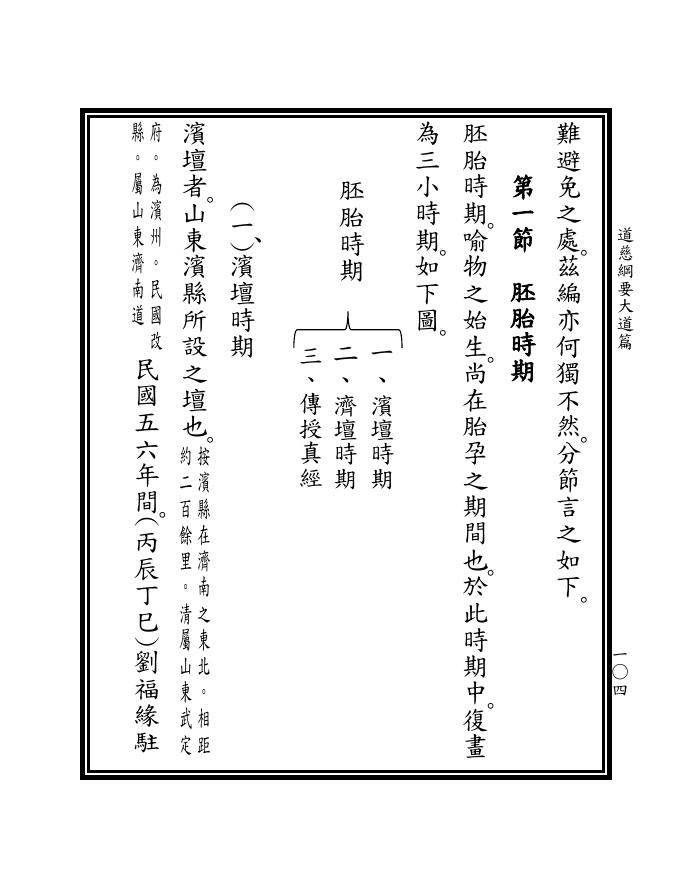 道慈綱要大道篇
一〇四
難避免之處。茲編亦何獨不然。分節言之如下。
第一節　胚胎時期
胚胎時期。喻物之始生。尚在胎孕之期間也。於此時期中。復畫
為三小時期。如下圖。
胚胎時期
一、濱壇時期
二、濟壇時期
三、傳授真經
(一)、濱壇時期
濱壇者。山東濱縣所設之壇也。按濱縣在濟南之東北。相距
約二百餘里。清屬山東武定
府。為濱州。民國改
縣。屬山東濟南道
民國五六年間。(丙辰丁巳)劉福緣駐